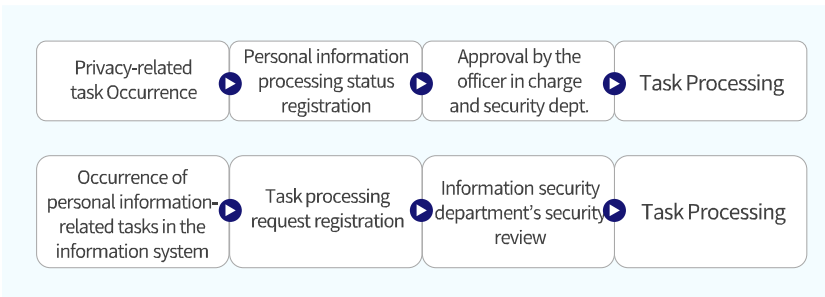 Privacy-related
task Occurrence
Personal information
processing status
registration
Approval by the
officer in charge
and security dept.
Task Processing
Occurrence of
personal information-
related tasks in the
information system
Task processing
request registration
Information security
department's security
review
Task Processing